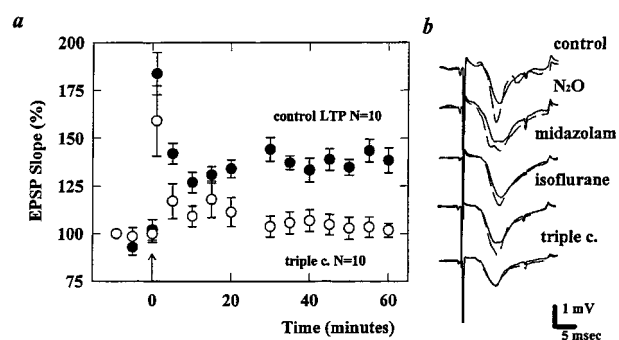 a
200
175
150
125
100
75
EPSP Slope (%)
control LTP N=10
triple c. N=10
0
20
40
60
Time (minutes)
b
control
N₂O
midazolam
isoflurane
triple c.
1 mV
5 msec